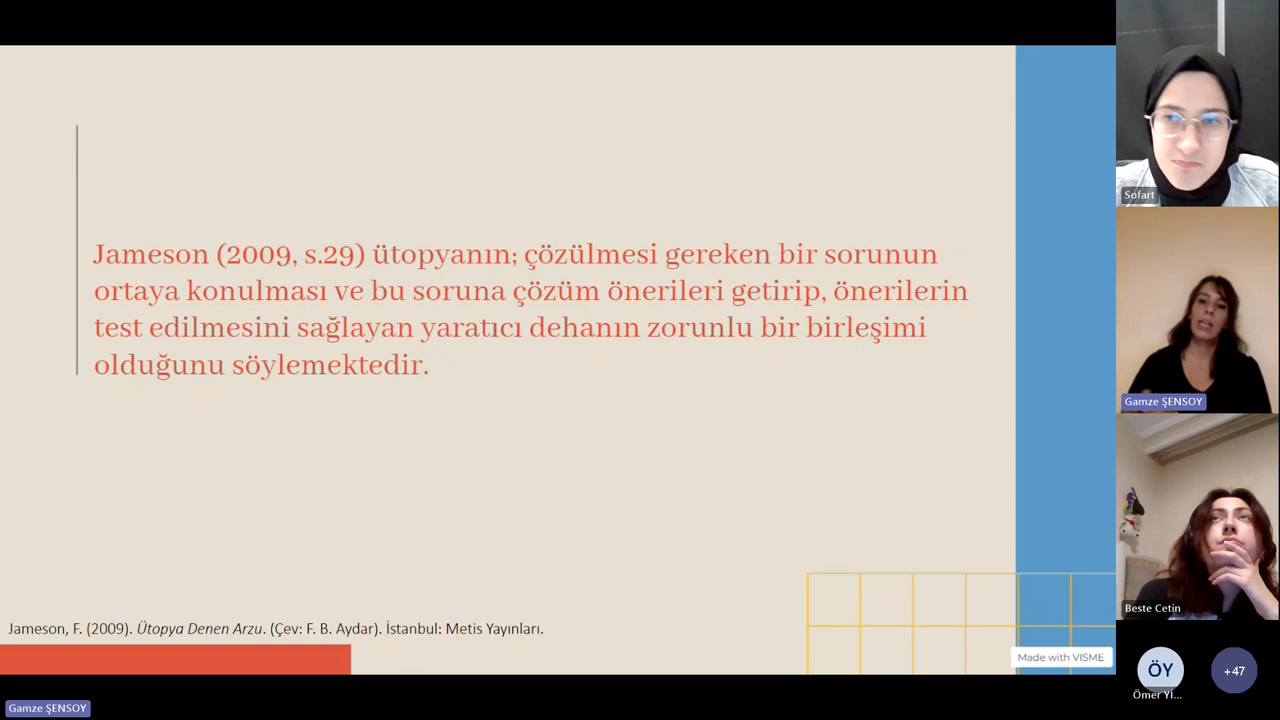 Jameson (2009, s.29) ütopyanın; çözülmesi gereken bir sorunun
ortaya konulması ve bu soruna çözüm önerileri getirip, önerilerin
test edilmesini sağlayan yaratıcı dehanın zorunlu bir birleşimi
olduğunu söylemektedir.
Jameson, F. (2009). Ütopya Denen Arzu. (Çev: F. B. Aydar). İstanbul: Metis Yayınları.
Made with VISME
Gamze ŞENSOY
Sofart
Gamze ŞENSOY
Beste Cetin
ÖY
+47
Ömer Yİ...